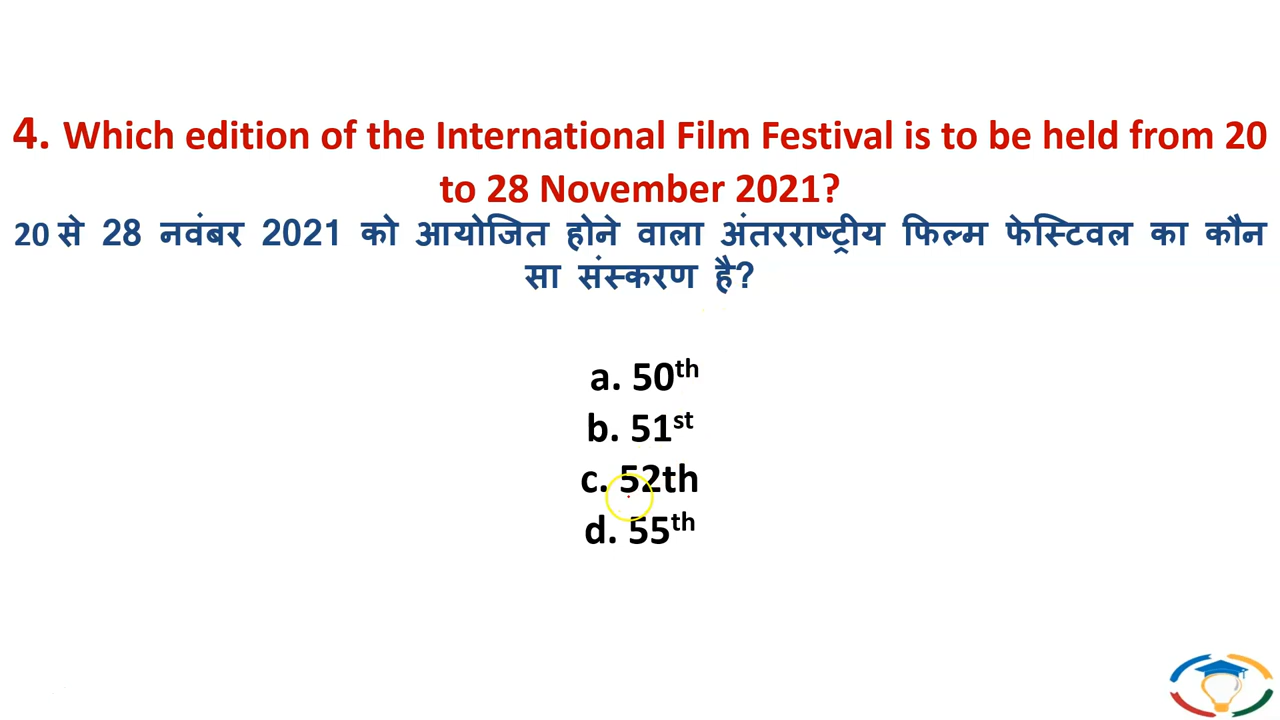 4. Which edition of the International Film Festival is to be held from 20
to 28 November 2021?
20 से 28 नवंबर 2021 को आयोजित होने वाला अंतरराष्ट्रीय फिल्म फेस्टिवल का कौन
सा संस्करण है?
a. 50th
b. 51st
c. 52th
d. 55th